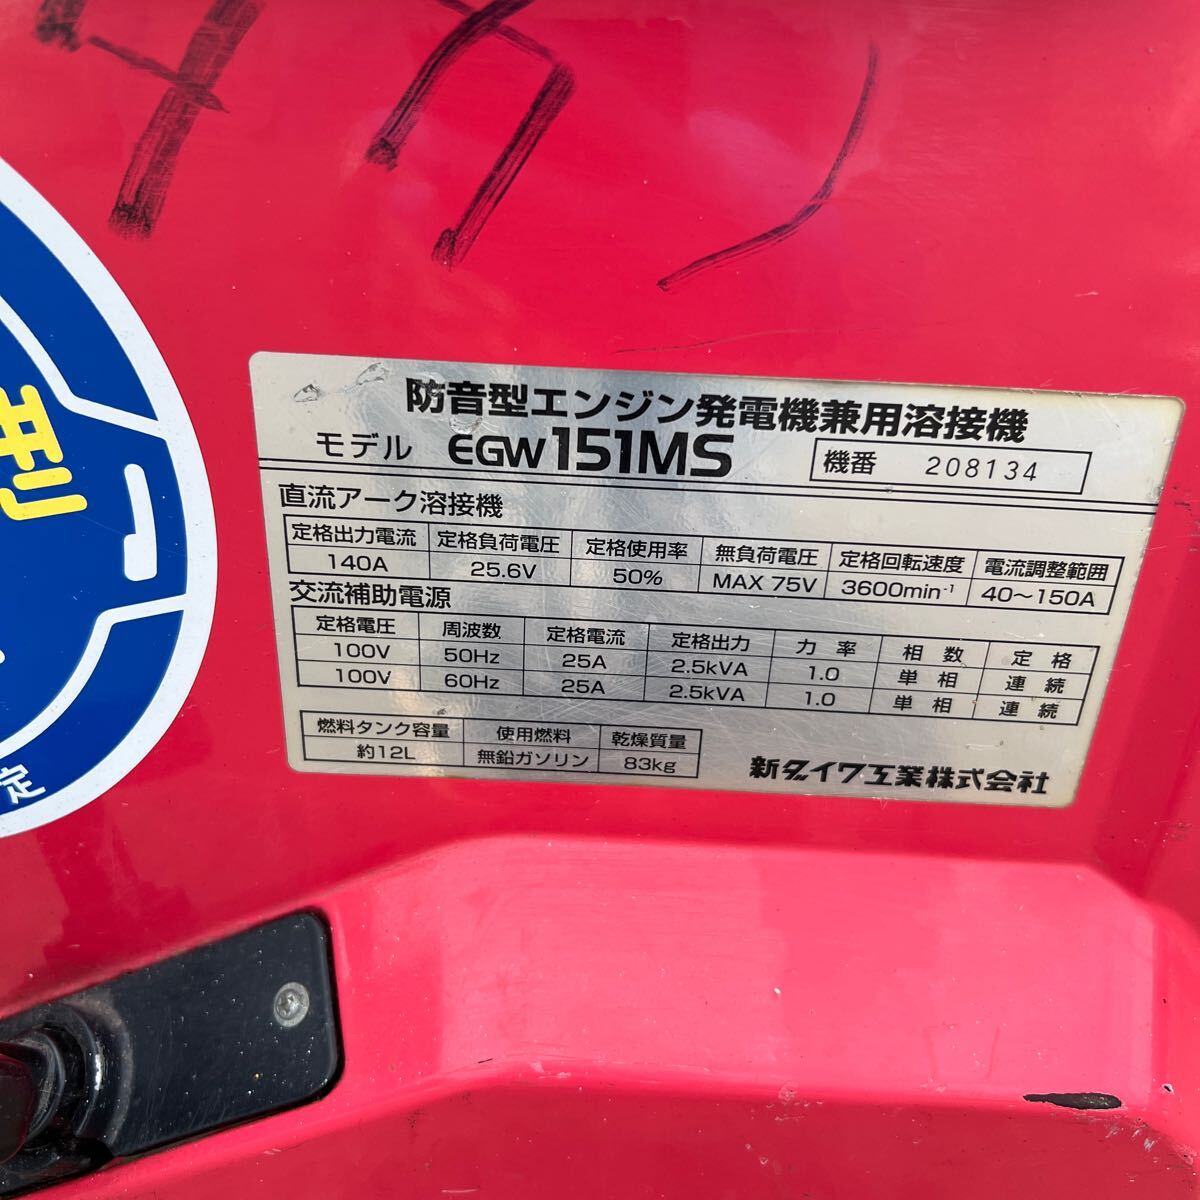 防音型エンジン発電機兼用溶接機
モデル EGW151MS 機番 208134
直流アーク溶接機
定格出力電流 定格負荷電圧 定格使用率 無負荷電圧 定格回転速度 電流調整範囲
140A 25.6V 50% MAX 75V 3600min⁻¹ 40～150A
交流補助電源
定格電圧 周波数 定格電流 定格出力 力率 相数 定格
100V 50Hz 25A 2.5kVA 1.0 単相 連続
100V 60Hz 25A 2.5kVA 1.0 単相 連続
燃料タンク容量 使用燃料 乾燥質量
約12L 無鉛ガソリン 83kg
新ダイワ工業株式会社
型
定